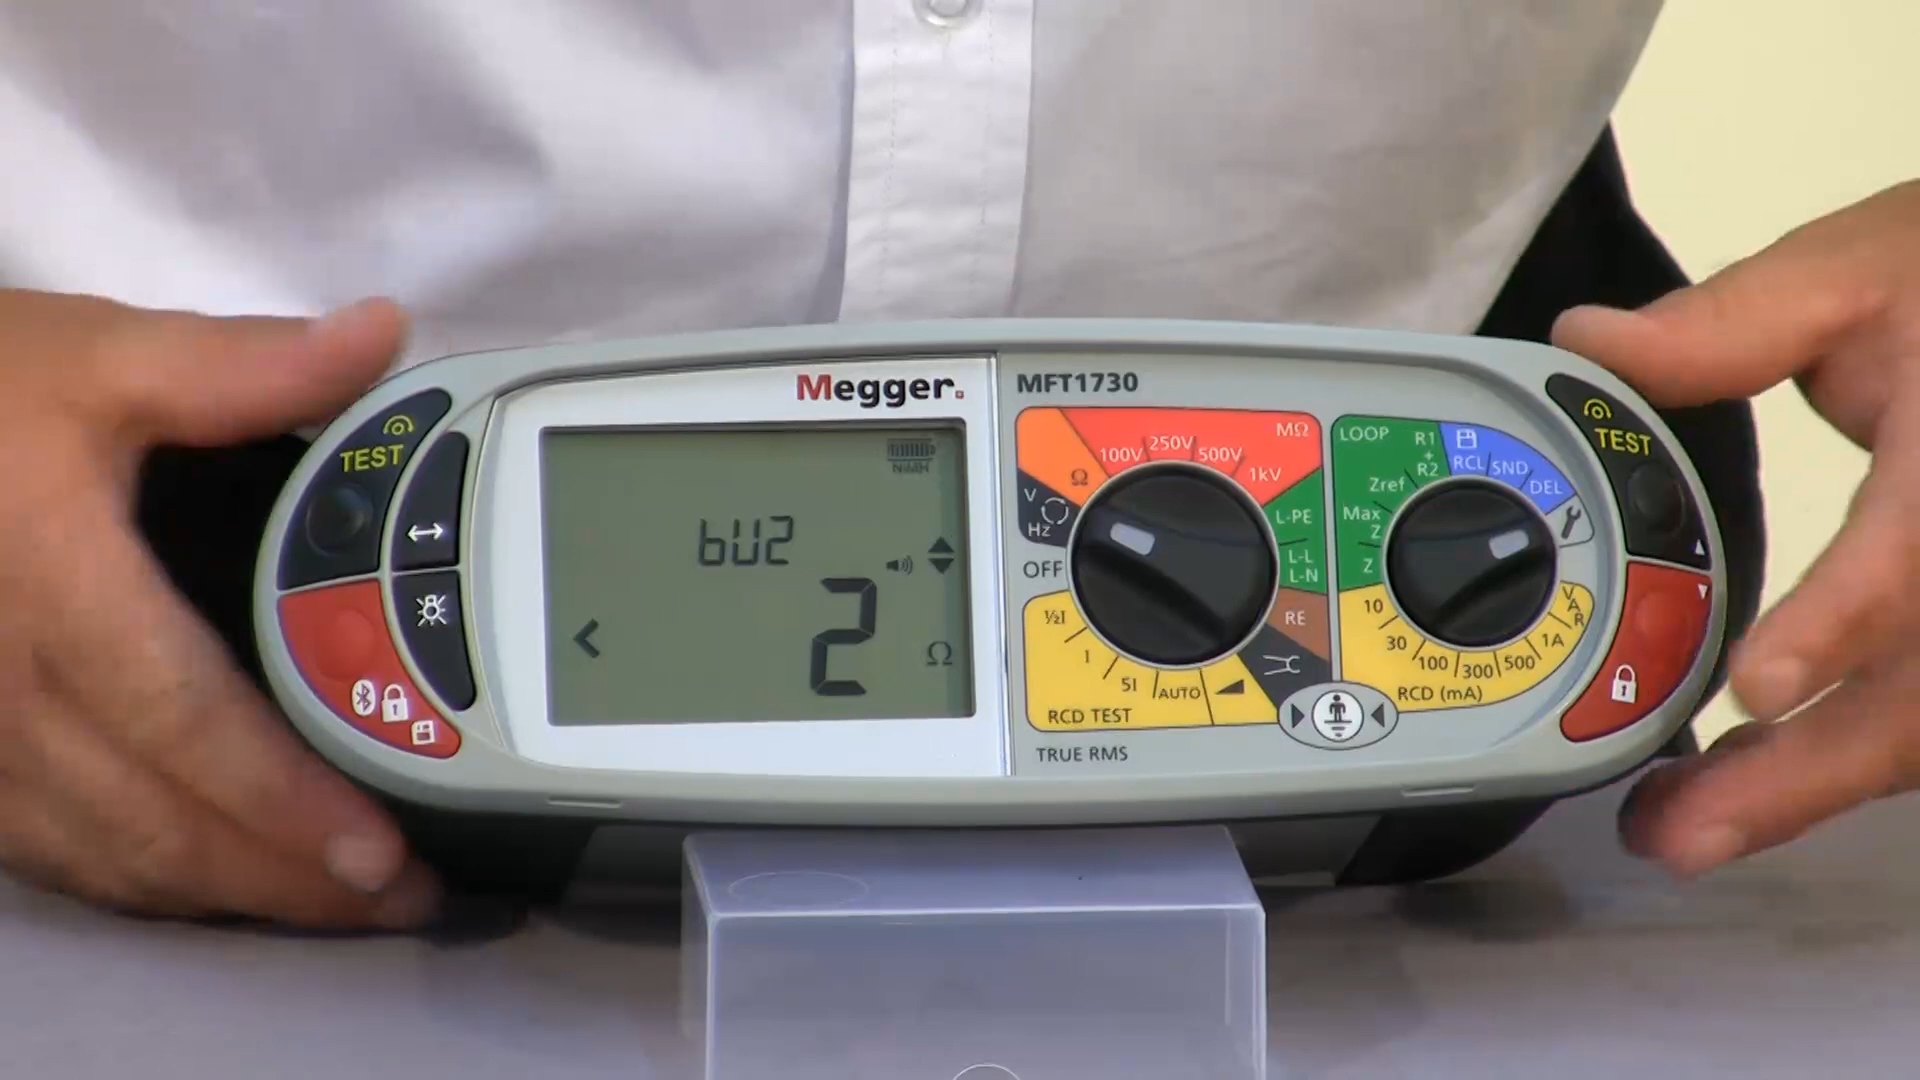 Megger.
MFT1730
TEST
NiMH
bUZ
<
2
Ω
TRUE RMS
MΩ
100V
250V
500V
1kV
Ω
V
Hz
OFF
L-PE
L-L
L-N
RE
½I
I
5I
AUTO
RCD TEST
LOOP
R1
+
R2
Zref
Max
Z
Z
RCL
SND
DEL
10
30
100
300
500
1A
VAR
RCD (mA)
TEST